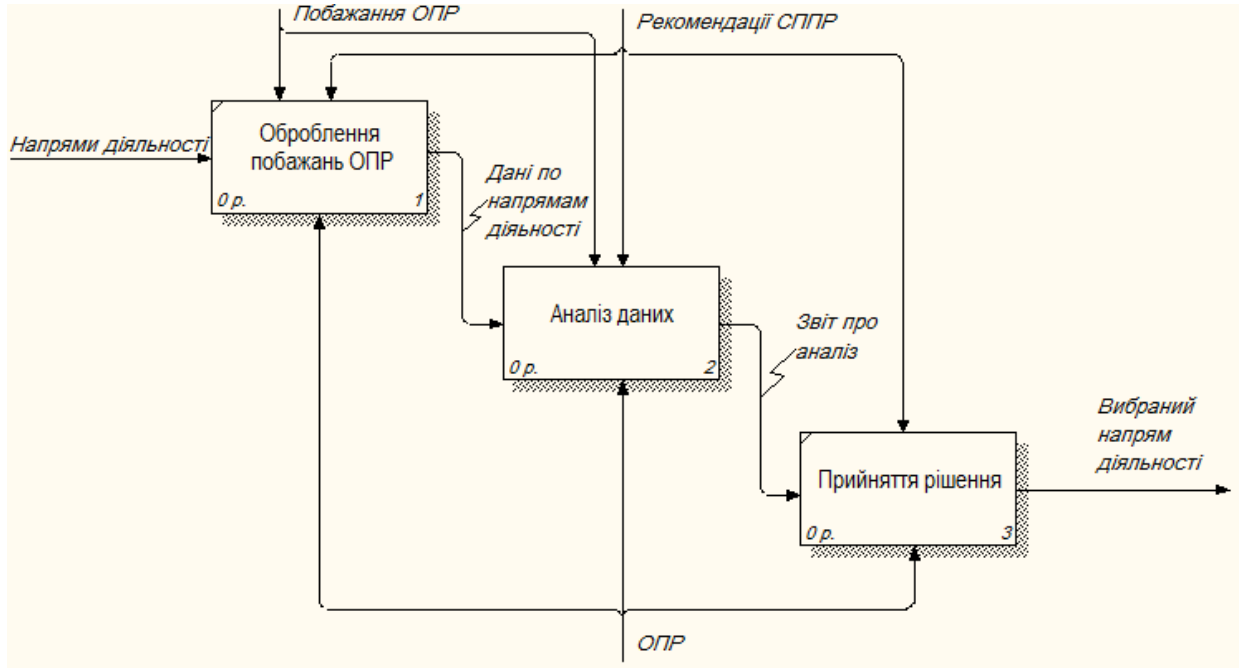 Побажання ОПР
Рекомендації СППР
Напрями діяльності
Оброблення
побажань ОПР
0 р.
1
Дані по
напрямам
діяьності
Аналіз даних
0 р.
2
Звіт про
аналіз
Прийняття рішення
0 р.
3
Вибраний
напрям
діяльності
ОПР